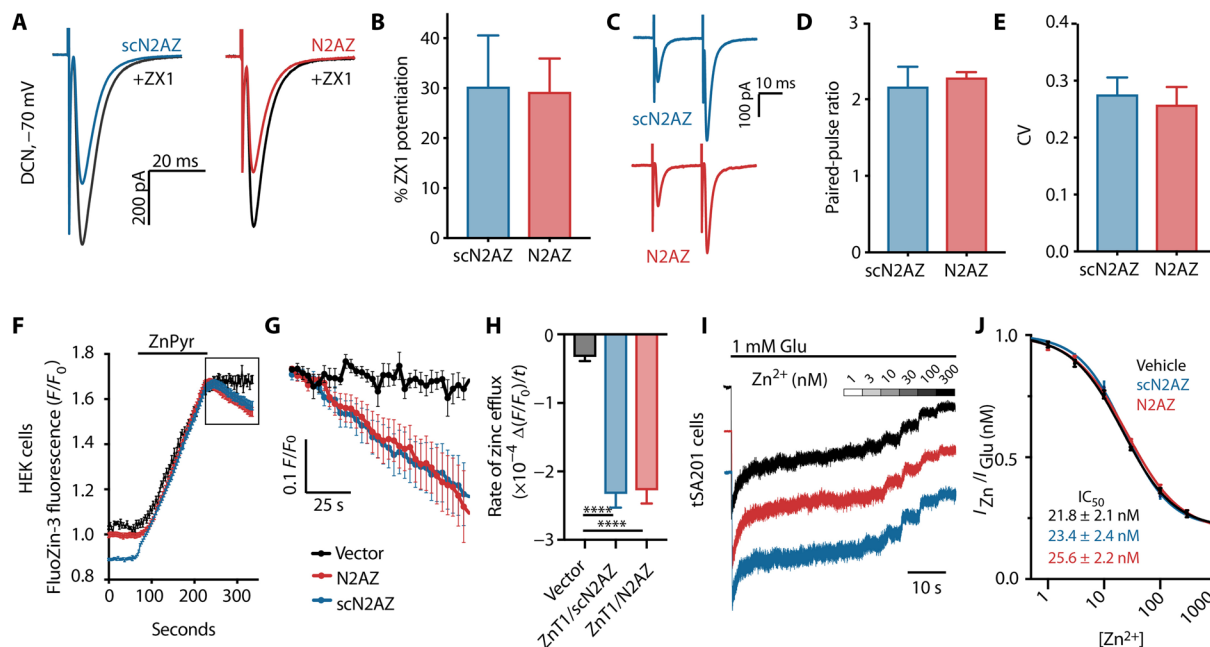 A
DCN, −70 mV
scN2AZ
+ZX1
N2AZ
+ZX1
20 ms
200 pA
B
% ZX1 potentiation
40
30
20
10
0
scN2AZ
N2AZ
C
scN2AZ
10 ms
100 pA
N2AZ
D
Paired-pulse ratio
3
2
1
0
scN2AZ
N2AZ
E
CV
0.4
0.3
0.2
0.1
0.0
scN2AZ
N2AZ
F
ZnPyr
HEK cells
FluoZin-3 fluorescence (F/F0)
1.8
1.6
1.4
1.2
1.0
0.8
0
100
200
300
Seconds
G
0.1 F/Fo
25 s
Vector
N2AZ
scN2AZ
H
Rate of zinc efflux
(×10−4 Δ(F/F0)/t)
0
−1
−2
−3
****
****
Vector
ZnT1/scN2AZ
ZnT1/N2AZ
I
1 mM Glu
Zn2+ (nM)
1
3
10
30
100
300
tSA201 cells
10 s
J
IZn/IGlu (nM)
1.0
0.5
0.0
Vehicle
scN2AZ
N2AZ
IC50
21.8 ± 2.1 nM
23.4 ± 2.4 nM
25.6 ± 2.2 nM
1
10
100
1000
[Zn2+]